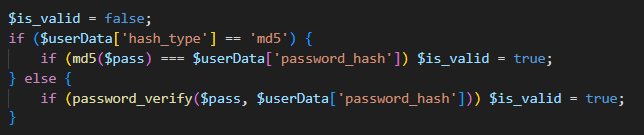 $is_valid = false;
if ($userData['hash_type'] == 'md5') {
    if (md5($pass) === $userData['password_hash']) $is_valid = true;
} else {
    if (password_verify($pass, $userData['password_hash'])) $is_valid = true;
}